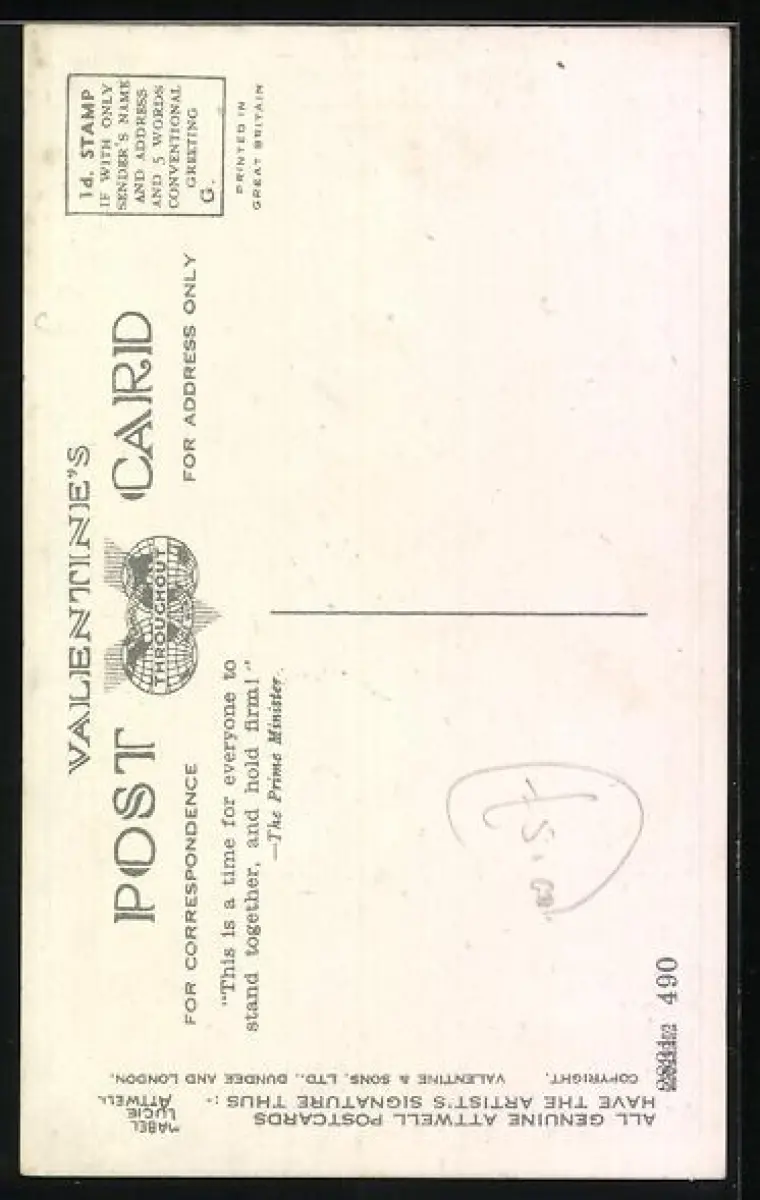 VALENTINE'S
POST CARD
THROUGHOUT
FOR CORRESPONDENCE
FOR ADDRESS ONLY
"This is a time for everyone to
stand together, and hold firm!"
—The Prime Minister.
1d. STAMP
IF WITH ONLY
SENDER'S NAME
AND ADDRESS
AND 5 WORDS
CONVENTIONAL
GREETING
G.
PRINTED IN
GREAT BRITAIN
ALL GENUINE ATTWELL POSTCARDS
HAVE THE ARTIST'S SIGNATURE THUS :-
MABEL
LUCIE
ATTWELL
COPYRIGHT. VALENTINE & SONS, LTD., DUNDEE AND LONDON.
490